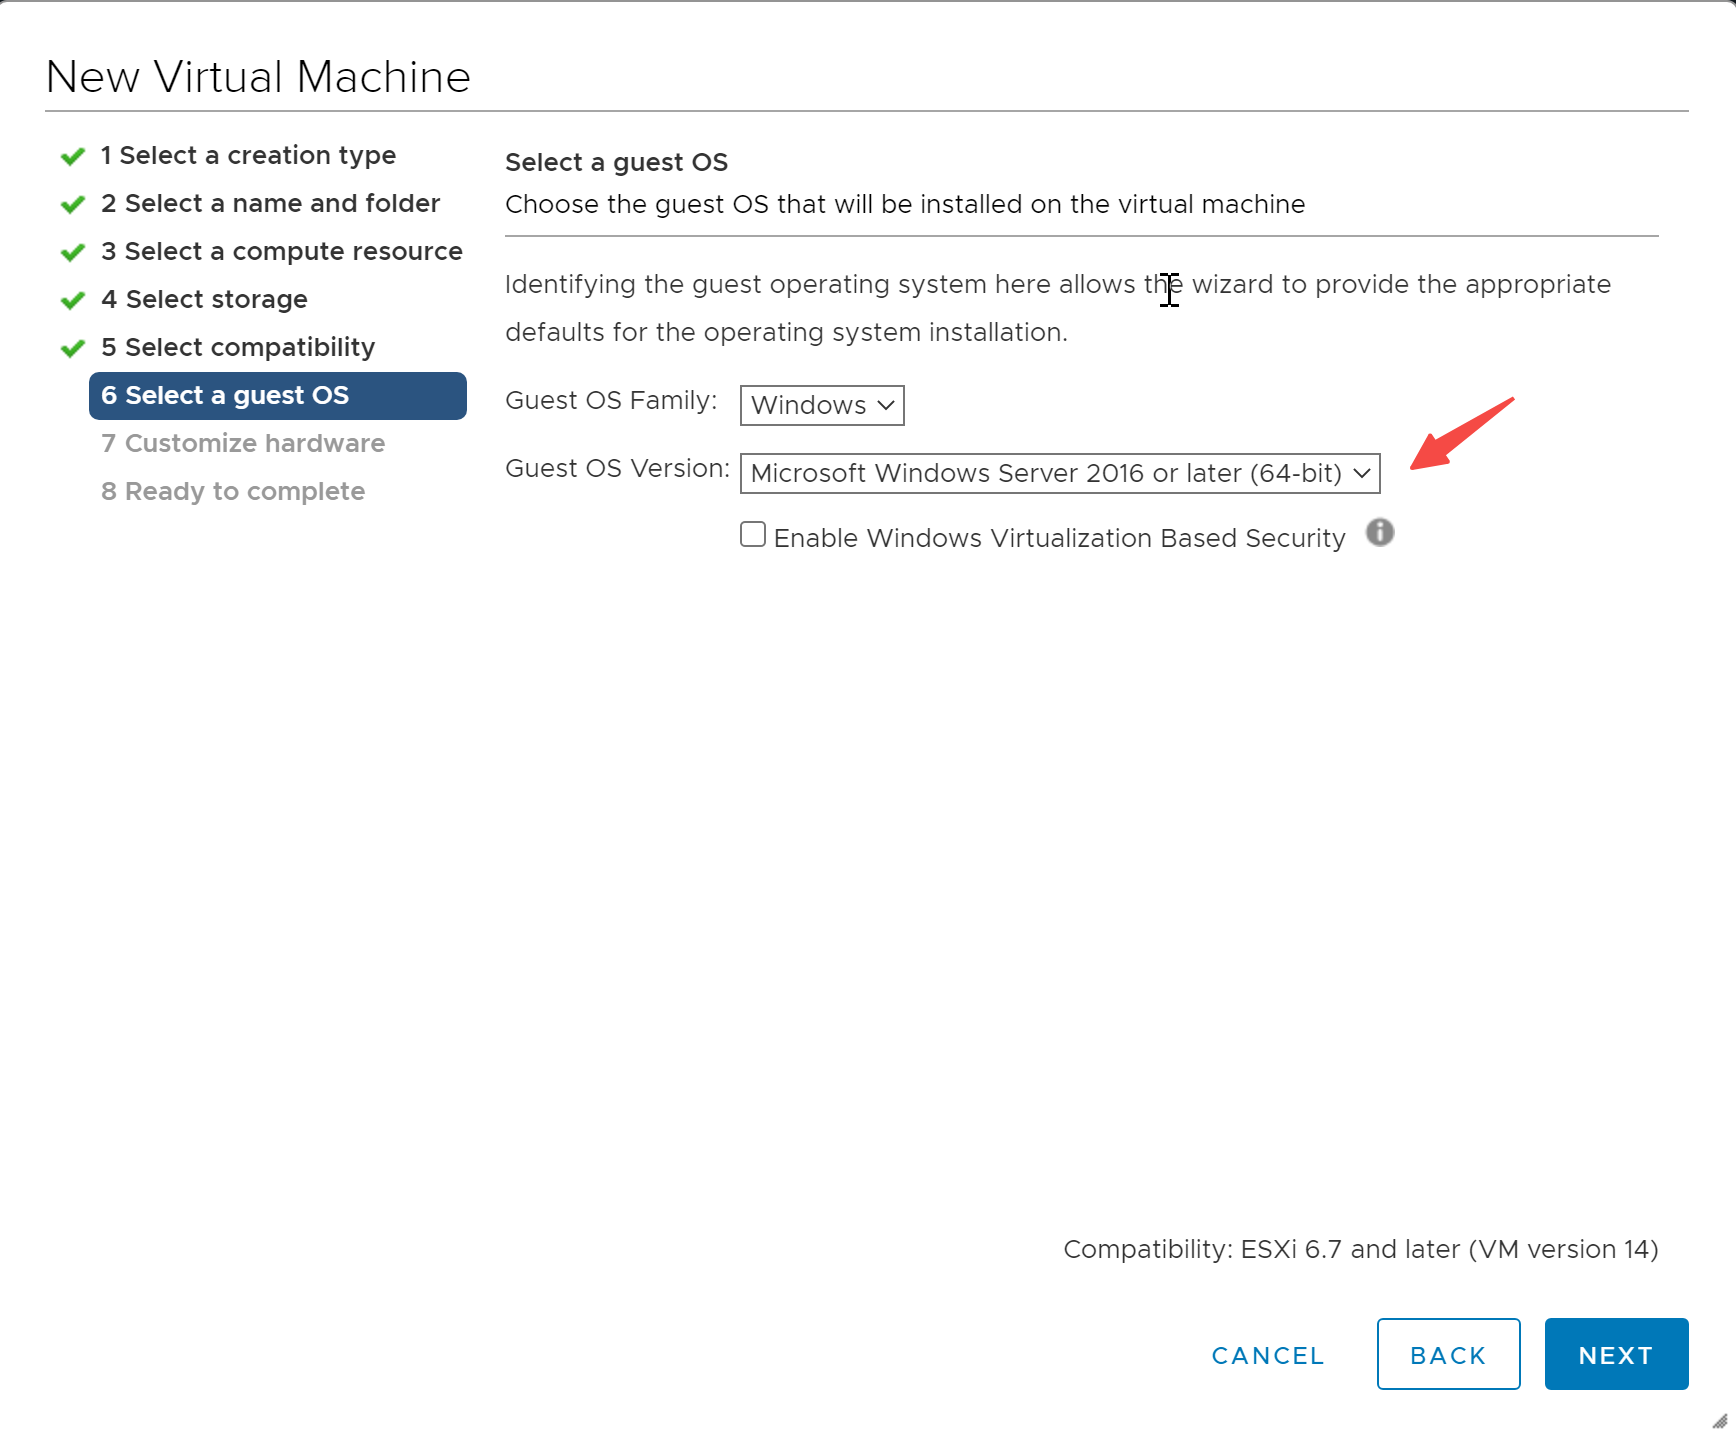 New Virtual Machine
1 Select a creation type
2 Select a name and folder
3 Select a compute resource
4 Select storage
5 Select compatibility
6 Select a guest OS
7 Customize hardware
8 Ready to complete
Select a guest OS
Choose the guest OS that will be installed on the virtual machine
Identifying the guest operating system here allows the wizard to provide the appropriate
defaults for the operating system installation.
Guest OS Family: Windows
Guest OS Version: Microsoft Windows Server 2016 or later (64-bit)
Enable Windows Virtualization Based Security
Compatibility: ESXi 6.7 and later (VM version 14)
CANCEL BACK NEXT